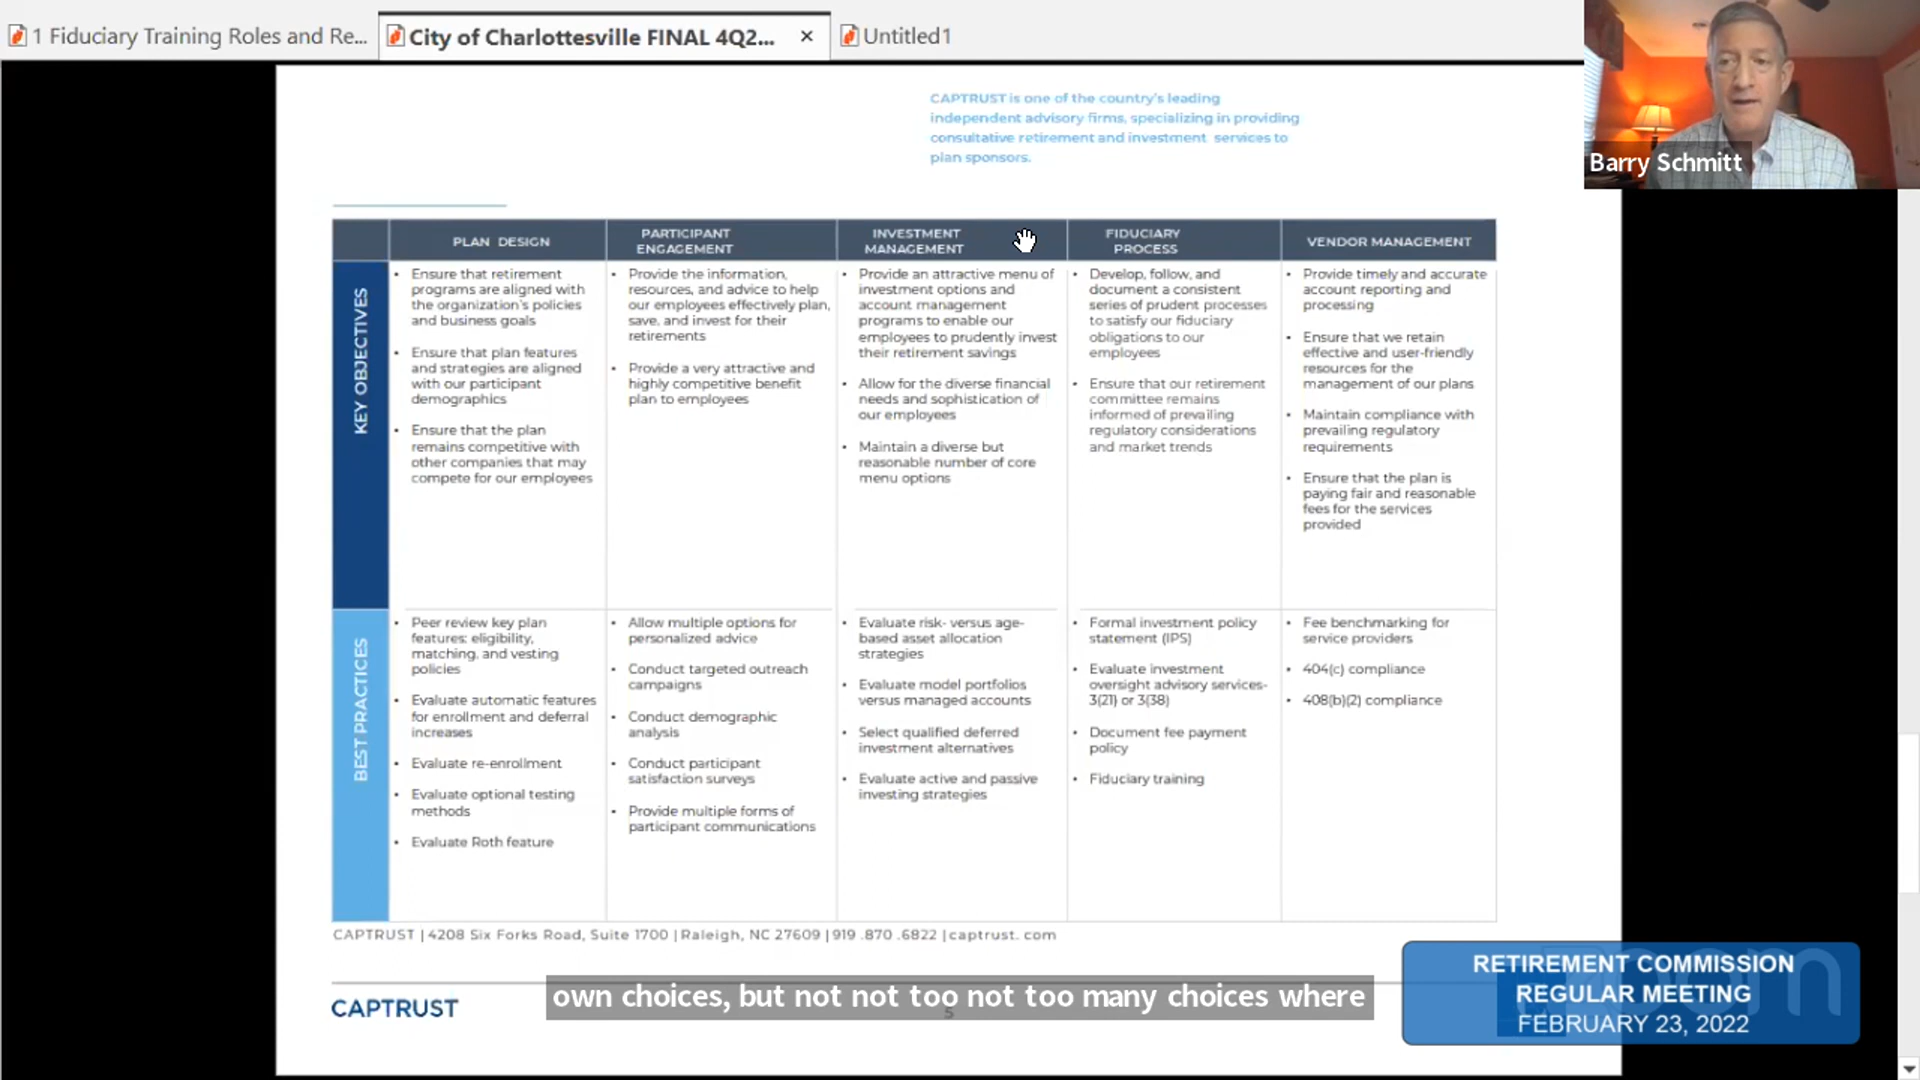 1 Fiduciary Training Roles and Re...
City of Charlottesville FINAL 4Q2...
Untitled1
Barry Schmitt
CAPTRUST is one of the country's leading
independent advisory firms, specializing in providing
consultative retirement and investment services to
plan sponsors.
PLAN DESIGN
PARTICIPANT
ENGAGEMENT
INVESTMENT
MANAGEMENT
FIDUCIARY
PROCESS
VENDOR MANAGEMENT
KEY OBJECTIVES
• Ensure that retirement
programs are aligned with
the organization's policies
and business goals
• Ensure that plan features
and strategies are aligned
with our participant
demographics
• Ensure that the plan
remains competitive with
other companies that may
compete for our employees
• Provide the information,
resources, and advice to help
our employees effectively plan,
save, and invest for their
retirements
• Provide a very attractive and
highly competitive benefit
plan to employees
• Provide an attractive menu of
investment options and
account management
programs to enable our
employees to prudently invest
their retirement savings
• Allow for the diverse financial
needs and sophistication of
our employees
• Maintain a diverse but
reasonable number of core
menu options
• Develop, follow, and
document a consistent
series of prudent processes
to satisfy our fiduciary
obligations to our
employees
• Ensure that our retirement
committee remains
informed of prevailing
regulatory considerations
and market trends
• Provide timely and accurate
account reporting and
processing
• Ensure that we retain
effective and user-friendly
resources for the
management of our plans
• Maintain compliance with
prevailing regulatory
requirements
• Ensure that the plan is
paying fair and reasonable
fees for the services
provided
BEST PRACTICES
• Peer review key plan
features: eligibility,
matching, and vesting
policies
• Evaluate automatic features
for enrollment and deferral
increases
• Evaluate re-enrollment
• Evaluate optional testing
methods
• Evaluate Roth feature
• Allow multiple options for
personalized advice
• Conduct targeted outreach
campaigns
• Conduct demographic
analysis
• Conduct participant
satisfaction surveys
• Provide multiple forms of
participant communications
• Evaluate risk- versus age-
based asset allocation
strategies
• Evaluate model portfolios
versus managed accounts
• Select qualified deferred
investment alternatives
• Evaluate active and passive
investing strategies
• Formal investment policy
statement (IPS)
• Evaluate investment
oversight advisory services-
3(21) or 3(38)
• Document fee payment
policy
• Fiduciary training
• Fee benchmarking for
service providers
• 404(c) compliance
• 408(b)(2) compliance
CAPTRUST | 4208 Six Forks Road, Suite 1700 | Raleigh, NC 27609 | 919 .870 .6822 | captrust. com
CAPTRUST
5
own choices, but not not too not too many choices where
RETIREMENT COMMISSION
REGULAR MEETING
FEBRUARY 23, 2022
zoom